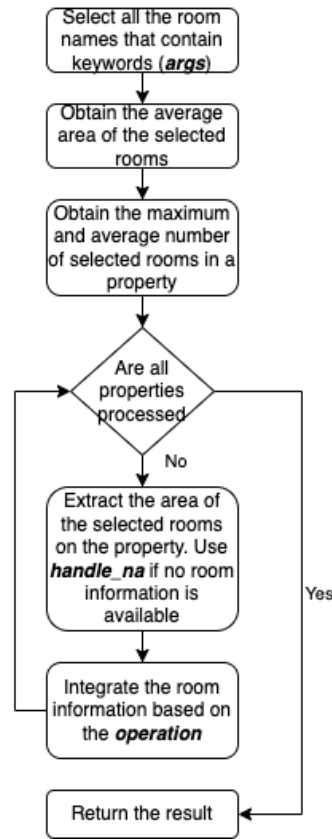 Select all the room
names that contain
keywords (args)
Obtain the average
area of the selected
rooms
Obtain the maximum
and average number
of selected rooms in a
property
Are all
properties
processed
No
Extract the area of
the selected rooms
on the property. Use
handle_na if no room
information is
available
Yes
Integrate the room
information based on
the operation
Return the result